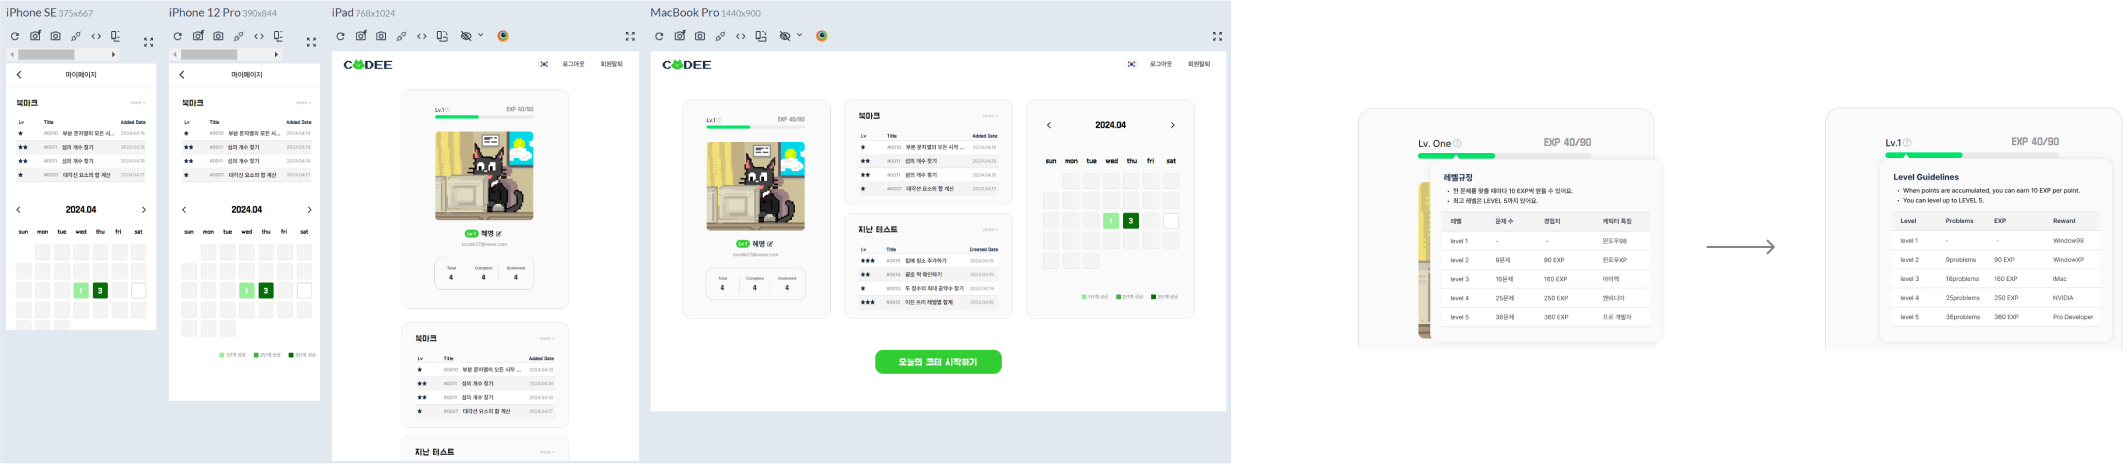 iPhone SE 375x667
마이페이지
북마크
more >
Lv Title Added Date
★ #0010 부분 문자열의 모든 시... 2024.04.18
★★ #0011 섬의 개수 찾기 2024.04.18
★★ #0011 섬의 개수 찾기 2024.04.18
★ #0007 대각선 요소의 합 계산 2024.04.17
2024.04
sun mon tue wed thu fri sat
1 3
iPhone 12 Pro 390x844
마이페이지
북마크
more >
Lv Title Added Date
★ #0010 부분 문자열의 모든 시... 2024.04.18
★★ #0011 섬의 개수 찾기 2024.04.18
★★ #0011 섬의 개수 찾기 2024.04.18
★ #0007 대각선 요소의 합 계산 2024.04.17
2024.04
sun mon tue wed thu fri sat
1 3
1단계 성공 2단계 성공 3단계 성공
iPad 768x1024
CODEE
로그아웃 회원탈퇴
Lv.1 EXP 40/90
Lv 1 혜명
Total Complete Bookmark
4 4 4
북마크
more >
Lv Title Added Date
★ #0010 부분 문자열의 모든 시작 ... 2024.04.19
★★ #0011 섬의 개수 찾기 2024.04.18
★★ #0011 섬의 개수 찾기 2024.04.18
★ #0007 대각선 요소의 합 계산 2024.04.17
지난 테스트
more >
MacBook Pro 1440x900
CODEE
로그아웃 회원탈퇴
Lv.1 EXP 40/90
Lv 1 혜명
Total Complete Bookmark
4 4 4
북마크
more >
Lv Title Added Date
★ #0010 부분 문자열의 모든 시작 ... 2024.04.19
★★ #0011 섬의 개수 찾기 2024.04.18
★★ #0011 섬의 개수 찾기 2024.04.18
★ #0007 대각선 요소의 합 계산 2024.04.17
지난 테스트
more >
Lv Title Created Date
★★★ #0015 힙에 원소 추가하기 2024.04.19
★★ #0014 괄호 짝 확인하기 2024.04.18
★ #0013 두 정수의 최대 공약수 찾기 2024.04.18
★★★ #0012 이진 트리 레벨별 합계 2024.04.18
2024.04
sun mon tue wed thu fri sat
1 3
1단계 성공 2단계 성공 3단계 성공
오늘의 코테 시작하기
Lv. One EXP 40/90
레벨규정
• 한 문제를 맞출 때마다 10 EXP씩 얻을 수 있어요.
• 최고 레벨은 LEVEL 5까지 있어요.
레벨 문제 수 경험치 캐릭터 특징
level 1 - - 윈도우98
level 2 9문제 90 EXP 윈도우XP
level 3 16문제 160 EXP 아이맥
level 4 25문제 250 EXP 엔비디아
level 5 36문제 360 EXP 프로 개발자
Lv.1 EXP 40/90
Level Guidelines
• When points are accumulated, you can earn 10 EXP per point.
• You can level up to LEVEL 5.
Level Problems EXP Reward
level 1 - - Window98
level 2 9problems 90 EXP WindowXP
level 3 16problems 160 EXP iMac
level 4 25problems 250 EXP NVIDIA
level 5 36problems 360 EXP Pro Developer